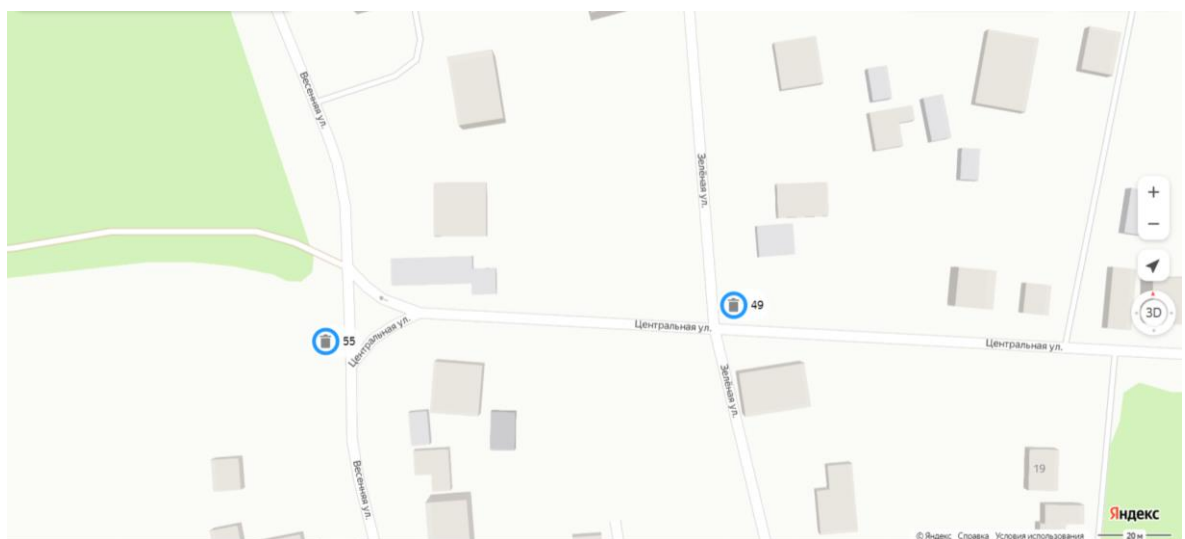 Весенняя ул.
Зелёная ул.
+
−
49
3D
Центральная ул.
Центральная ул.
55
Центральная ул.
Зелёная ул.
Весенняя ул.
19
Яндекс
© Яндекс Справка Условия использования 20 м